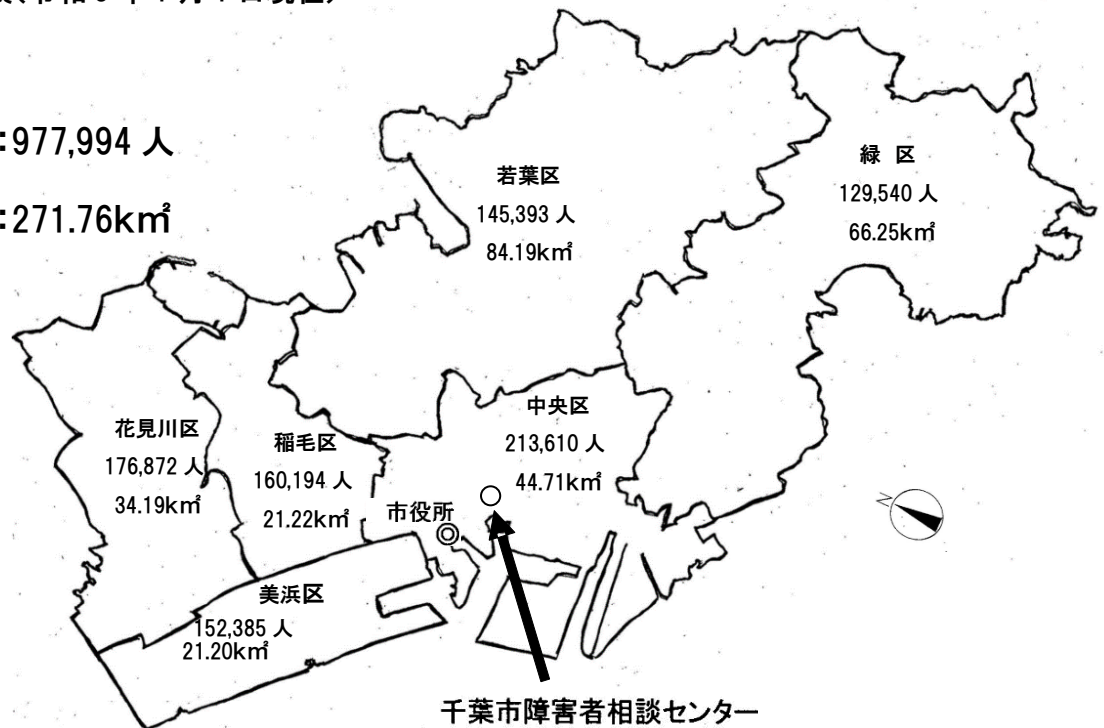 :977,994 人
:271.76k㎡
若葉区
145,393 人
84.19k㎡
緑 区
129,540 人
66.25k㎡
中央区
213,610 人
44.71k㎡
花見川区
176,872 人
34.19k㎡
稲毛区
160,194 人
21.22k㎡
市役所
美浜区
152,385 人
21.20k㎡
N
千葉市障害者相談センター